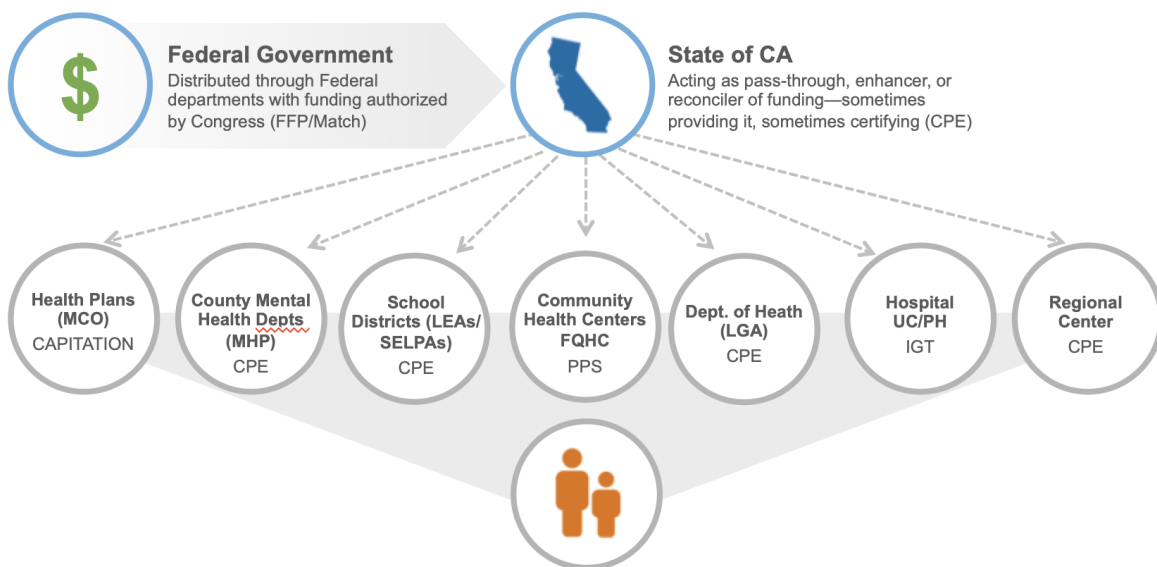 $
Federal Government
Distributed through Federal
departments with funding authorized
by Congress (FFP/Match)
State of CA
Acting as pass-through, enhancer, or
reconciler of funding—sometimes
providing it, sometimes certifying (CPE)
Health Plans
(MCO)
CAPITATION
County Mental
Health Depts
(MHP)
CPE
School
Districts (LEAs/
SELPAs)
CPE
Community
Health Centers
FQHC
PPS
Dept. of Heath
(LGA)
CPE
Hospital
UC/PH
IGT
Regional
Center
CPE